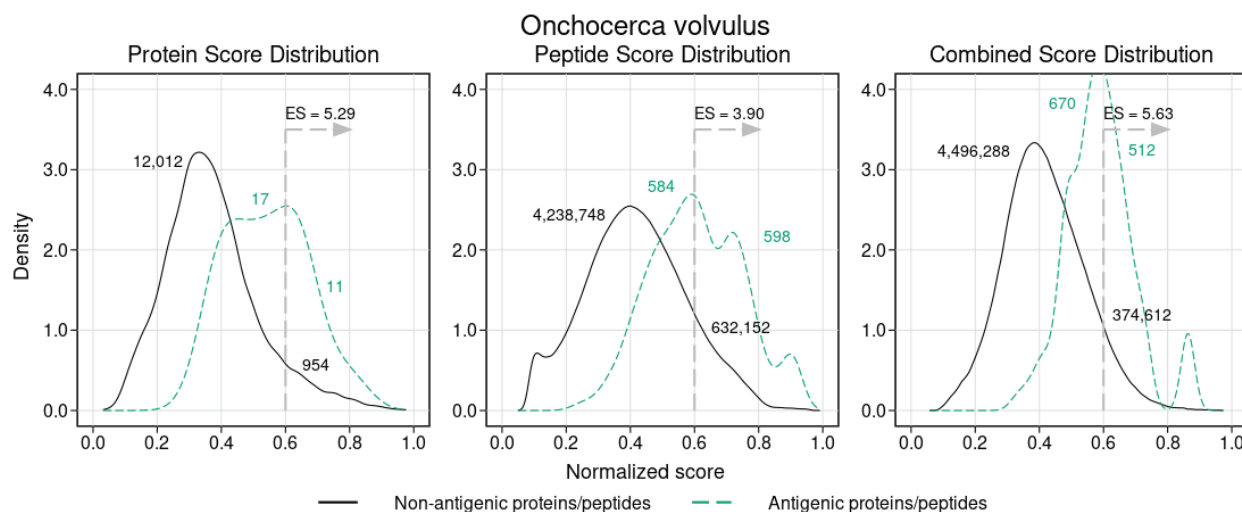 Onchocerca volvulus
Protein Score Distribution
Peptide Score Distribution
Combined Score Distribution
Density
4.0
3.0
2.0
1.0
0.0
12,012
17
ES = 5.29
11
954
0.0 0.2 0.4 0.6 0.8 1.0
4.0
3.0
2.0
1.0
0.0
4,238,748
584
ES = 3.90
598
632,152
0.0 0.2 0.4 0.6 0.8 1.0
4.0
3.0
2.0
1.0
0.0
4,496,288
670
ES = 5.63
512
374,612
0.0 0.2 0.4 0.6 0.8 1.0
Normalized score
Non-antigenic proteins/peptides
Antigenic proteins/peptides